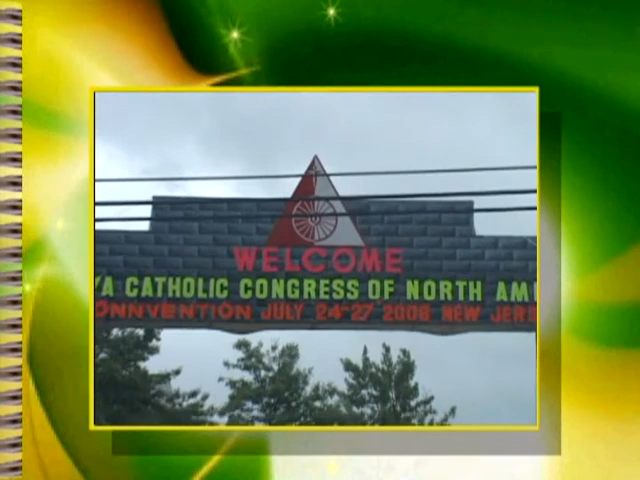 WELCOME
YA CATHOLIC CONGRESS OF NORTH AM
ONNVENTION JULY 24-27 2008 NEW JERS